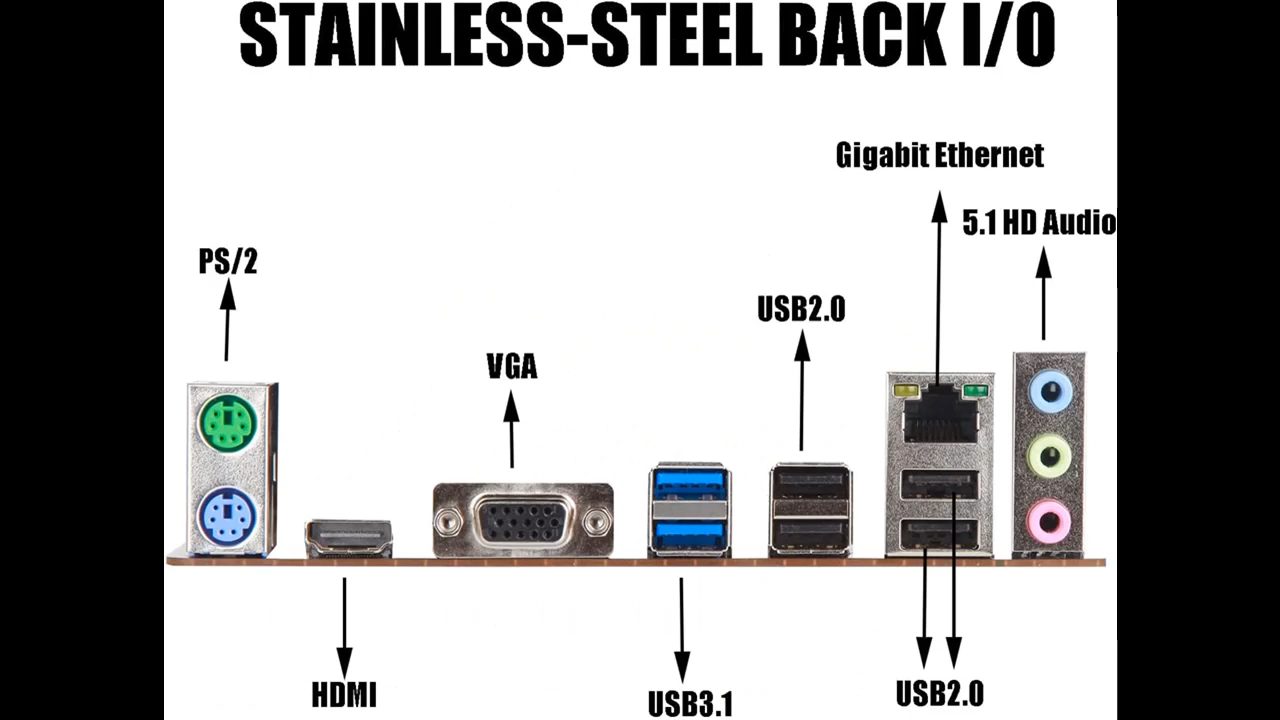 STAINLESS-STEEL BACK I/O
Gigabit Ethernet
5.1 HD Audio
PS/2
USB2.0
VGA
HDMI
USB3.1
USB2.0